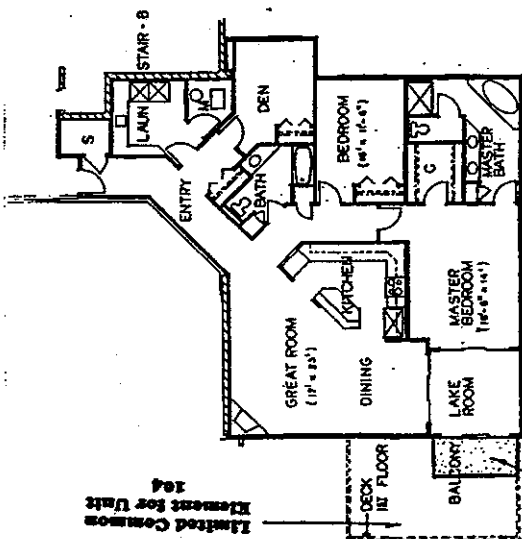 STAIR - 8
S
LAUN
M
DEN
ENTRY
BATH
BEDROOM
C
MASTER
BATH
KITCHEN
GREAT ROOM
DINING
MASTER
BEDROOM
LAKE
ROOM
DECK
1ST FLOOR
BALCONY
Limited Common
Element for Unit
104